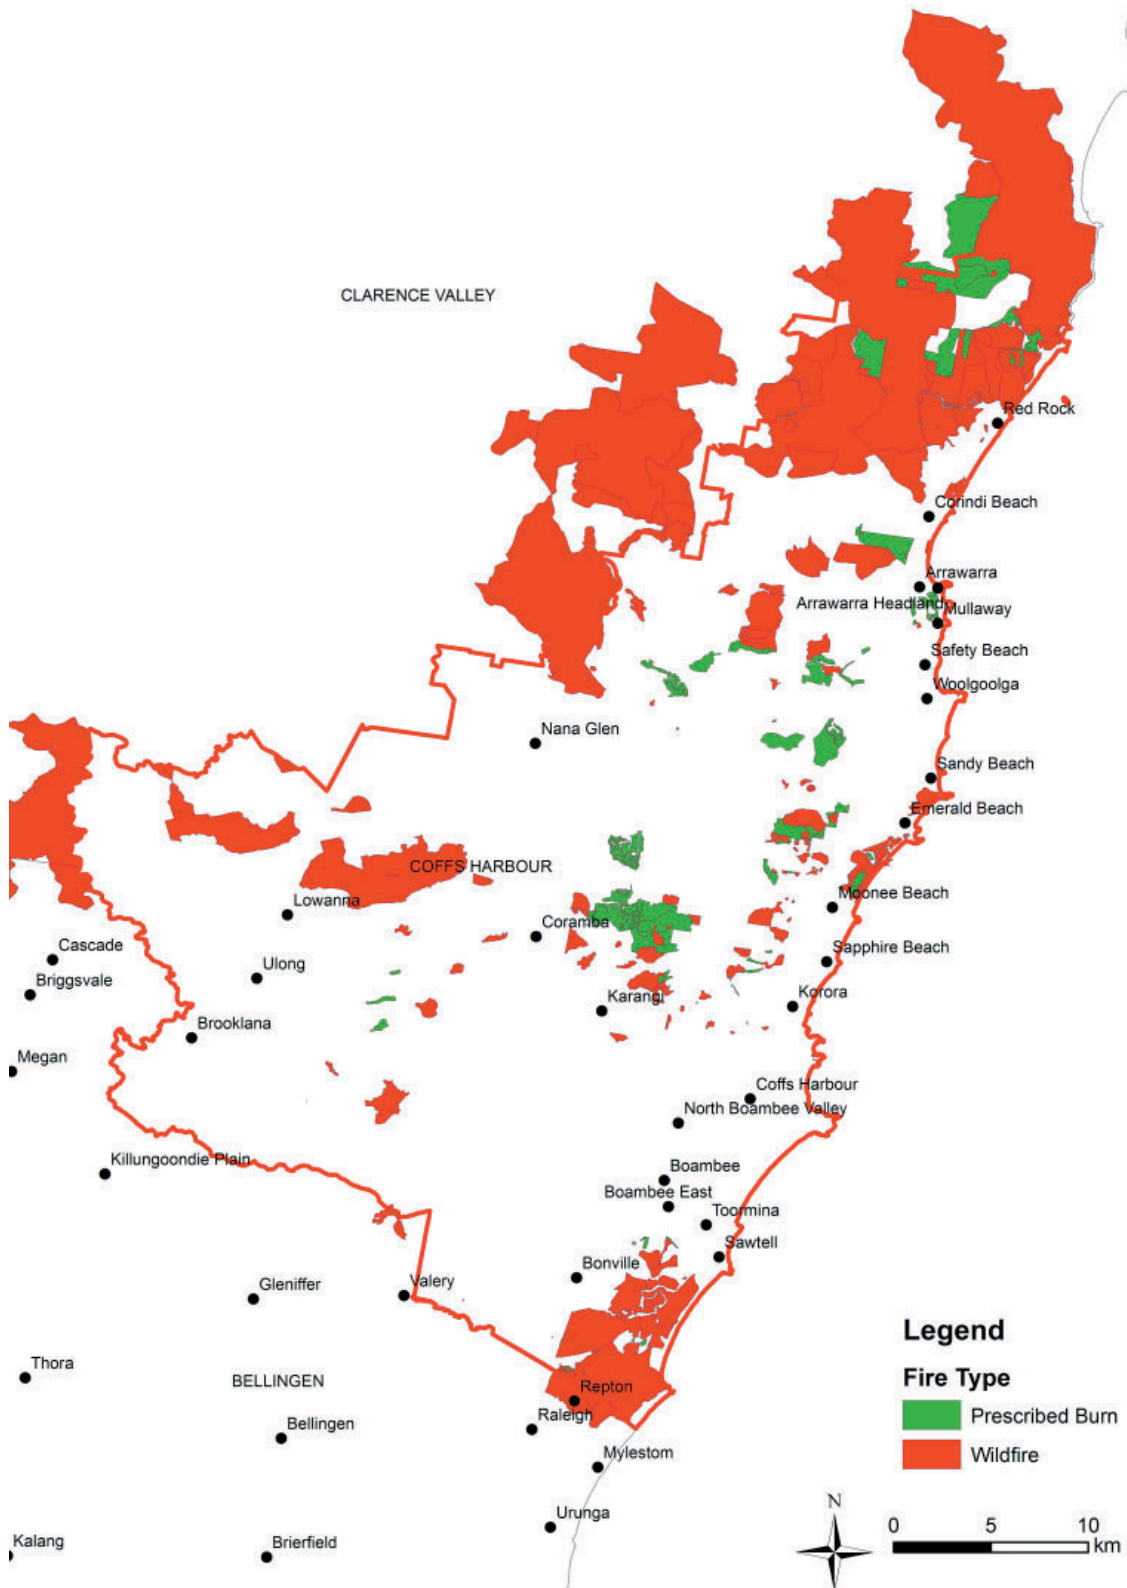 CLARENCE VALLEY
Red Rock
Corindi Beach
Arrawarra
Arrawarra Headland
Mullaway
Safety Beach
Woolgoolga
Nana Glen
Sandy Beach
Emerald Beach
COFFS HARBOUR
Lowanna
Moonee Beach
Coramba
Cascade
Sapphire Beach
Ulong
Briggsvale
Karangi
Korora
Brooklana
Megan
Coffs Harbour
North Boambee Valley
Killungoondie Plain
Boambee
Boambee East
Toormina
Sawtell
Bonville
Gleniffer
Valery
Thora
BELLINGEN
Repton
Raleigh
Bellingen
Mylestom
Urunga
Kalang
Brierfield
Legend
Fire Type
Prescribed Burn
Wildfire
N
0 5 10
km